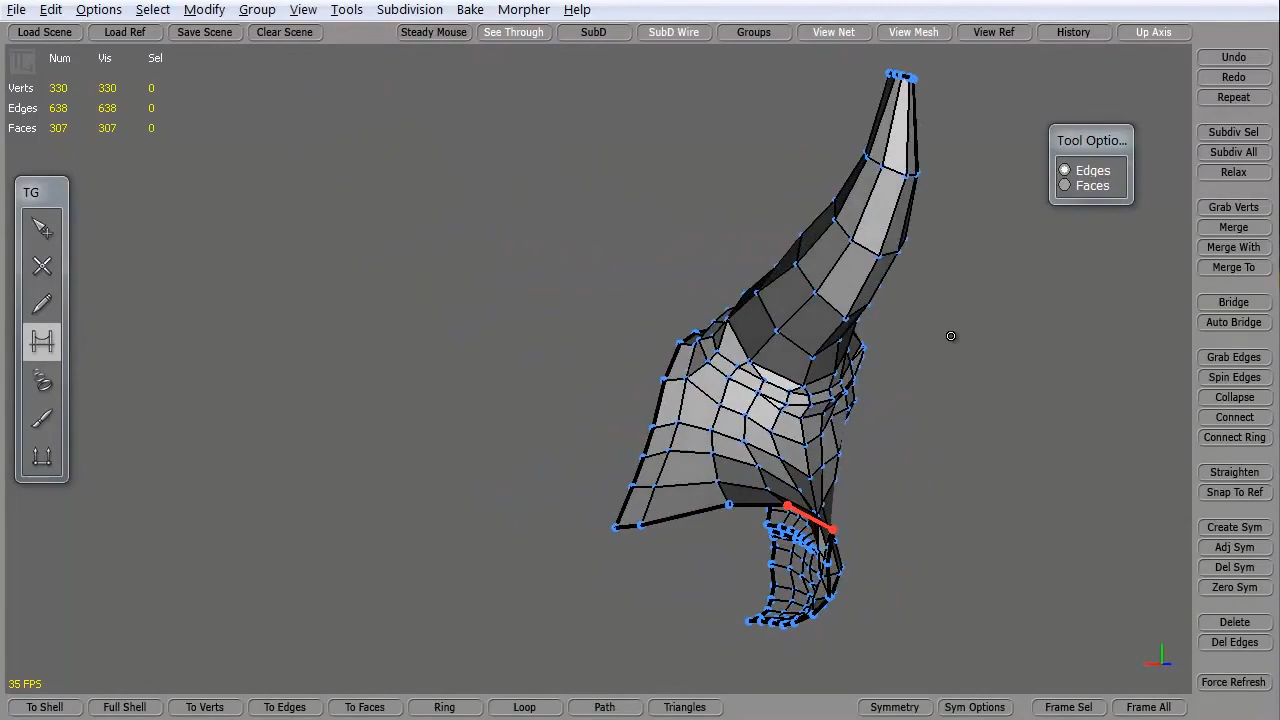 File Edit Options Select Modify Group View Tools Subdivision Bake Morpher Help
Load Scene Load Ref Save Scene Clear Scene Steady Mouse See Through SubD SubD Wire Groups View Net View Mesh View Ref History Up Axis
Num Vis Sel
Verts 330 330 0
Edges 638 638 0
Faces 307 307 0
TG
Tool Optio...
Edges
Faces
Undo
Redo
Repeat
Subdiv Sel
Subdiv All
Relax
Grab Verts
Merge
Merge With
Merge To
Bridge
Auto Bridge
Grab Edges
Spin Edges
Collapse
Connect
Connect Ring
Straighten
Snap To Ref
Create Sym
Adj Sym
Del Sym
Zero Sym
Delete
Del Edges
Force Refresh
35 FPS
To Shell Full Shell To Verts To Edges To Faces Ring Loop Path Triangles Symmetry Sym Options Frame Sel Frame All